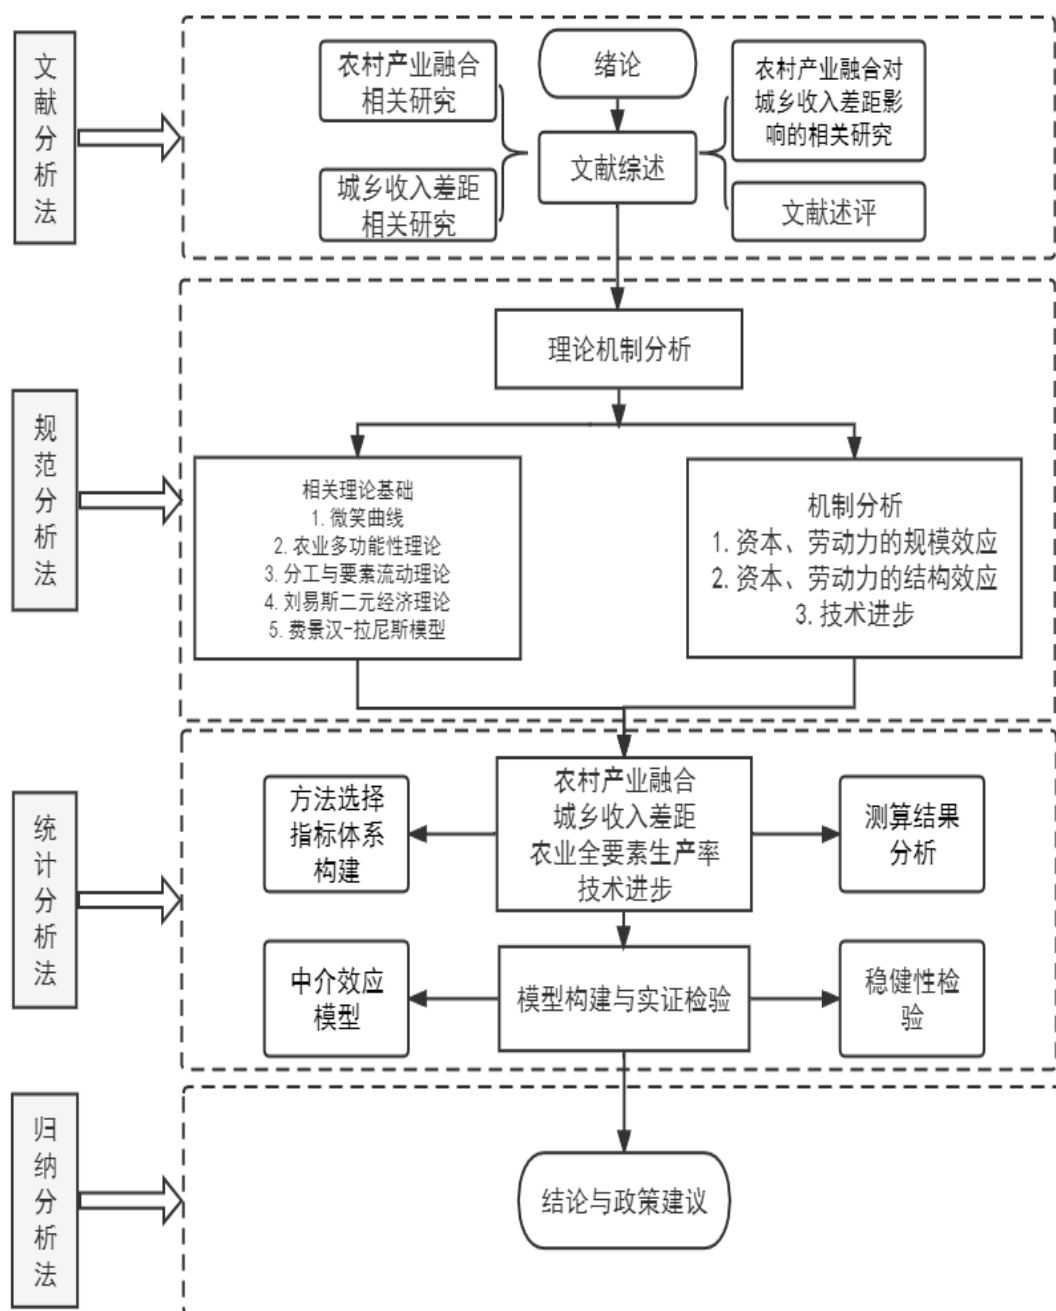 文献分析法
农村产业融合
相关研究
城乡收入差距
相关研究
绪论
文献综述
农村产业融合对
城乡收入差距影
响的相关研究
文献述评
规范分析法
理论机制分析
相关理论基础
1. 微笑曲线
2. 农业多功能性理论
3. 分工与要素流动理论
4. 刘易斯二元经济理论
5. 费景汉-拉尼斯模型
机制分析
1. 资本、劳动力的规模效应
2. 资本、劳动力的结构效应
3. 技术进步
统计分析法
方法选择
指标体系
构建
农村产业融合
城乡收入差距
农业全要素生产率
技术进步
测算结果
分析
中介效应
模型
模型构建与实证检验
稳健性检
验
归纳分析法
结论与政策建议